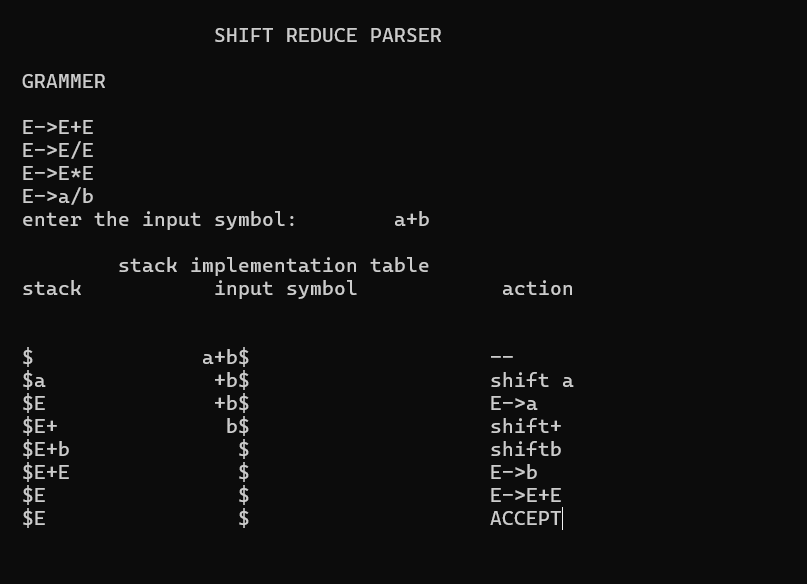 SHIFT REDUCE PARSER
GRAMMER
E->E+E
E->E/E
E->E*E
E->a/b
enter the input symbol: a+b
stack implementation table
stack input symbol action
$ a+b$ --
$a +b$ shift a
$E +b$ E->a
$E+ b$ shift+
$E+b $ shiftb
$E+E $ E->b
$E $ E->E+E
$E $ ACCEPT